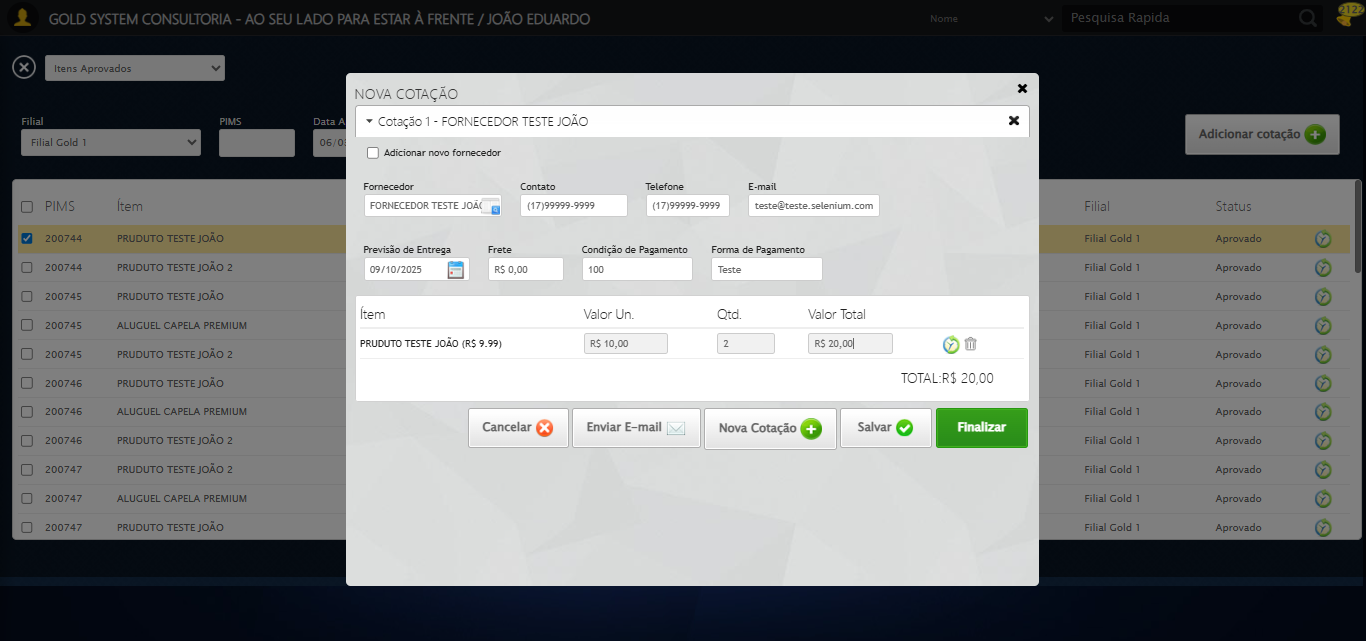 GOLD SYSTEM CONSULTORIA - AO SEU LADO PARA ESTAR À FRENTE / JOÃO EDUARDO
Nome
Pesquisa Rapida
2122
Itens Aprovados
Filial
PIMS
Data A
Filial Gold 1
06/0
Adicionar cotação
PIMS Ítem Filial Status
200744 PRUDUTO TESTE JOÃO Filial Gold 1 Aprovado
200744 PRUDUTO TESTE JOÃO 2 Filial Gold 1 Aprovado
200745 PRUDUTO TESTE JOÃO Filial Gold 1 Aprovado
200745 ALUGUEL CAPELA PREMIUM Filial Gold 1 Aprovado
200745 PRUDUTO TESTE JOÃO 2 Filial Gold 1 Aprovado
200746 PRUDUTO TESTE JOÃO Filial Gold 1 Aprovado
200746 ALUGUEL CAPELA PREMIUM Filial Gold 1 Aprovado
200746 PRUDUTO TESTE JOÃO 2 Filial Gold 1 Aprovado
200747 PRUDUTO TESTE JOÃO 2 Filial Gold 1 Aprovado
200747 ALUGUEL CAPELA PREMIUM Filial Gold 1 Aprovado
200747 PRUDUTO TESTE JOÃO Filial Gold 1 Aprovado
NOVA COTAÇÃO
Cotação 1 - FORNECEDOR TESTE JOÃO
Adicionar novo fornecedor
Fornecedor Contato Telefone E-mail
FORNECEDOR TESTE JOÃO (17)99999-9999 (17)99999-9999 teste@teste.selenium.com
Previsão de Entrega Frete Condição de Pagamento Forma de Pagamento
09/10/2025 R$ 0,00 100 Teste
Ítem Valor Un. Qtd. Valor Total
PRUDUTO TESTE JOÃO (R$ 9.99) R$ 10,00 2 R$ 20,00
TOTAL:R$ 20,00
Cancelar Enviar E-mail Nova Cotação Salvar Finalizar